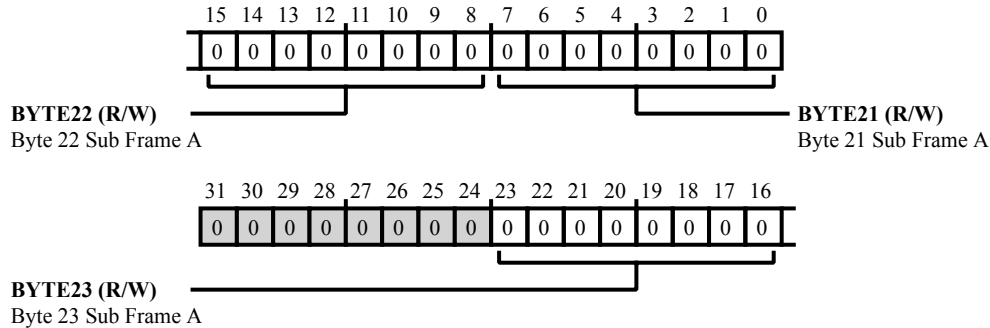 15 14 13 12 11 10 9 8 7 6 5 4 3 2 1 0
0 0 0 0 0 0 0 0 0 0 0 0 0 0 0 0
BYTE22 (R/W) BYTE21 (R/W)
Byte 22 Sub Frame A Byte 21 Sub Frame A
31 30 29 28 27 26 25 24 23 22 21 20 19 18 17 16
0 0 0 0 0 0 0 0 0 0 0 0 0 0 0 0
BYTE23 (R/W)
Byte 23 Sub Frame A